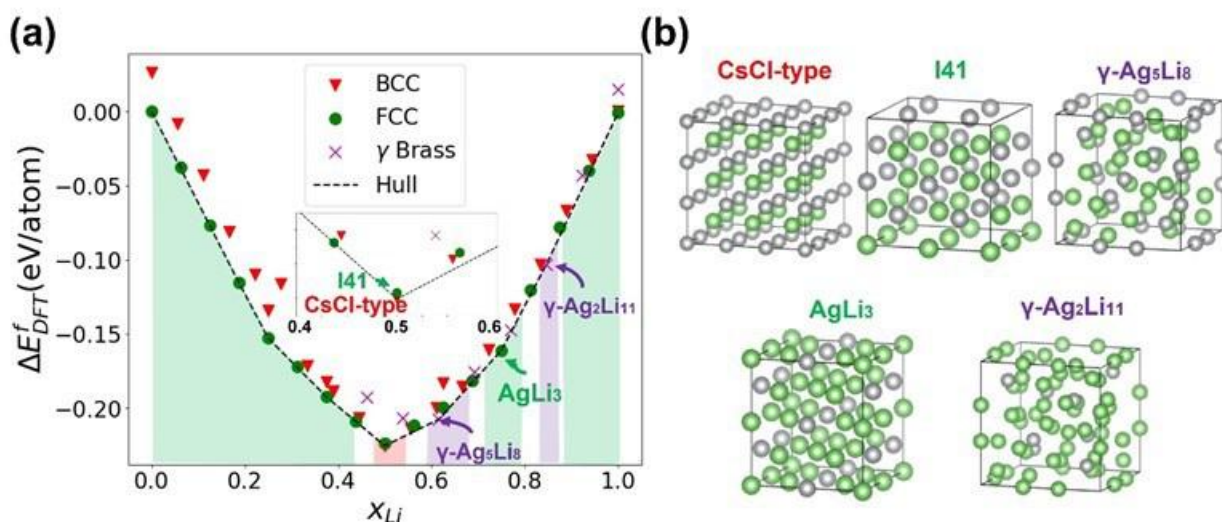 (a)
ΔE^f_DFT (eV/atom)
0.00
−0.05
−0.10
−0.15
−0.20
0.0
0.2
0.4
0.6
0.8
1.0
x_Li
BCC
FCC
γ Brass
Hull
I41
CsCl-type
0.4
0.5
0.6
γ-Ag₂Li₁₁
AgLi₃
γ-Ag₅Li₈
(b)
CsCl-type
I41
γ-Ag₅Li₈
AgLi₃
γ-Ag₂Li₁₁